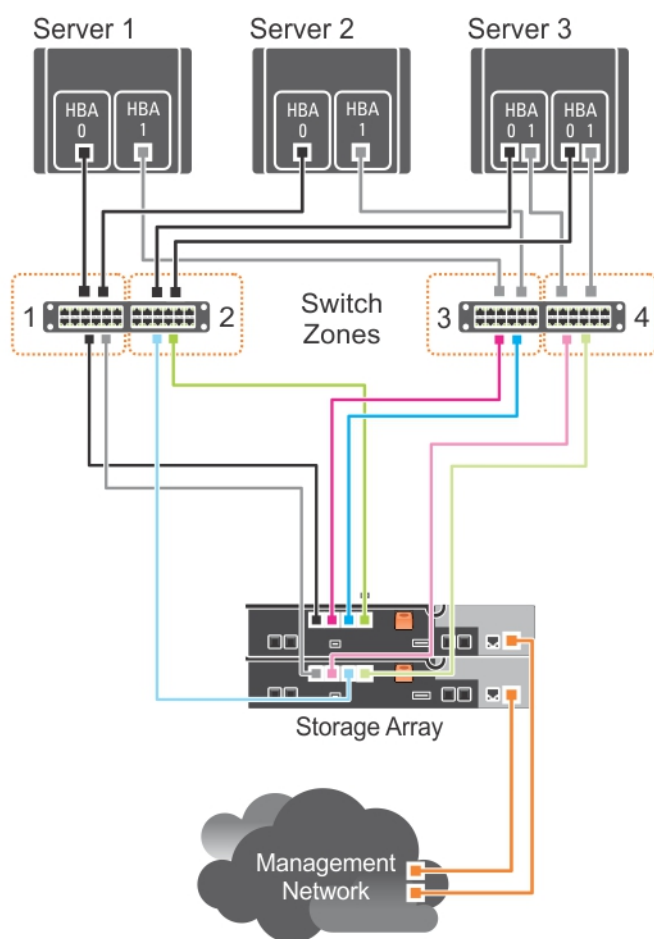 Server 1
Server 2
Server 3
HBA
0
HBA
1
HBA
0
HBA
1
HBA
0 1
HBA
0 1
1
2
Switch
Zones
3
4
Storage Array
Management
Network